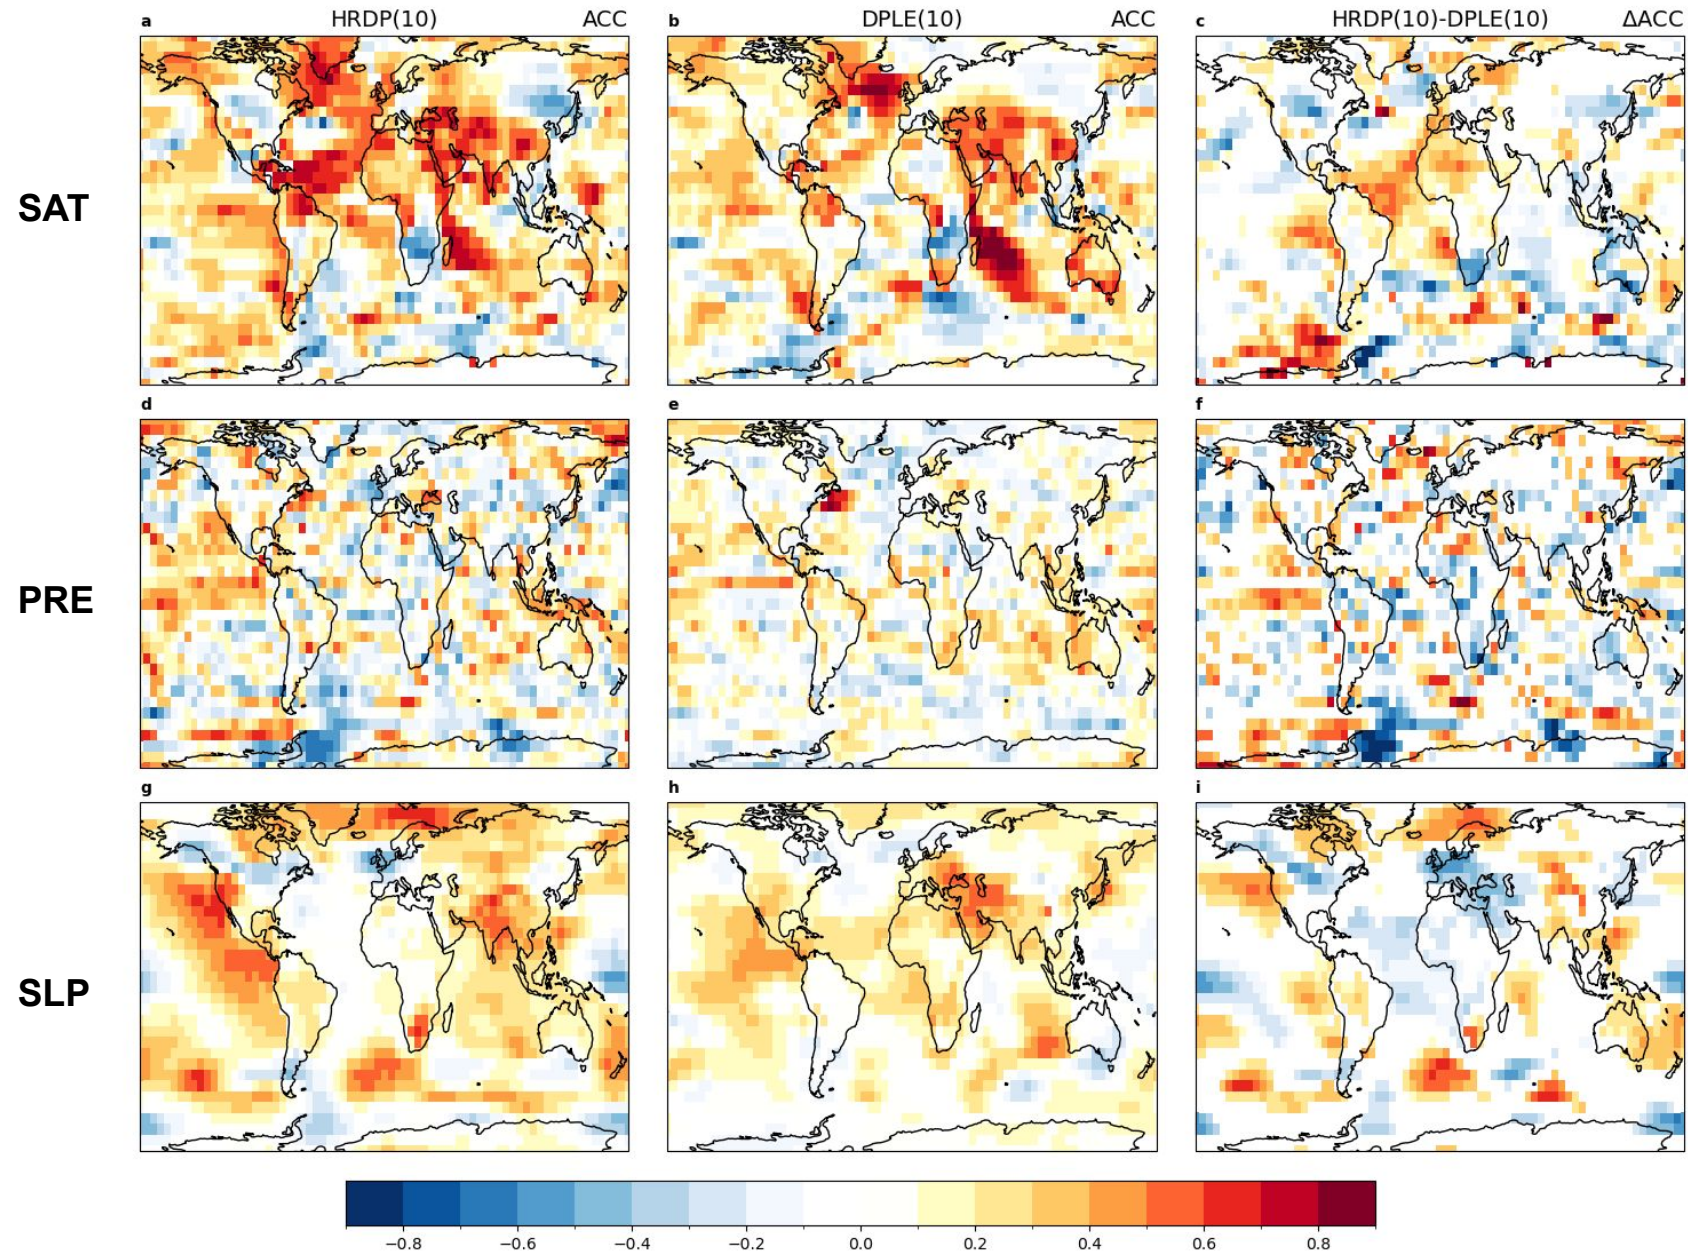 a HRDP(10) ACC
b DPLE(10) ACC
c HRDP(10)-DPLE(10) ΔACC
SAT
d
e
f
PRE
g
h
i
SLP
−0.8 −0.6 −0.4 −0.2 0.0 0.2 0.4 0.6 0.8